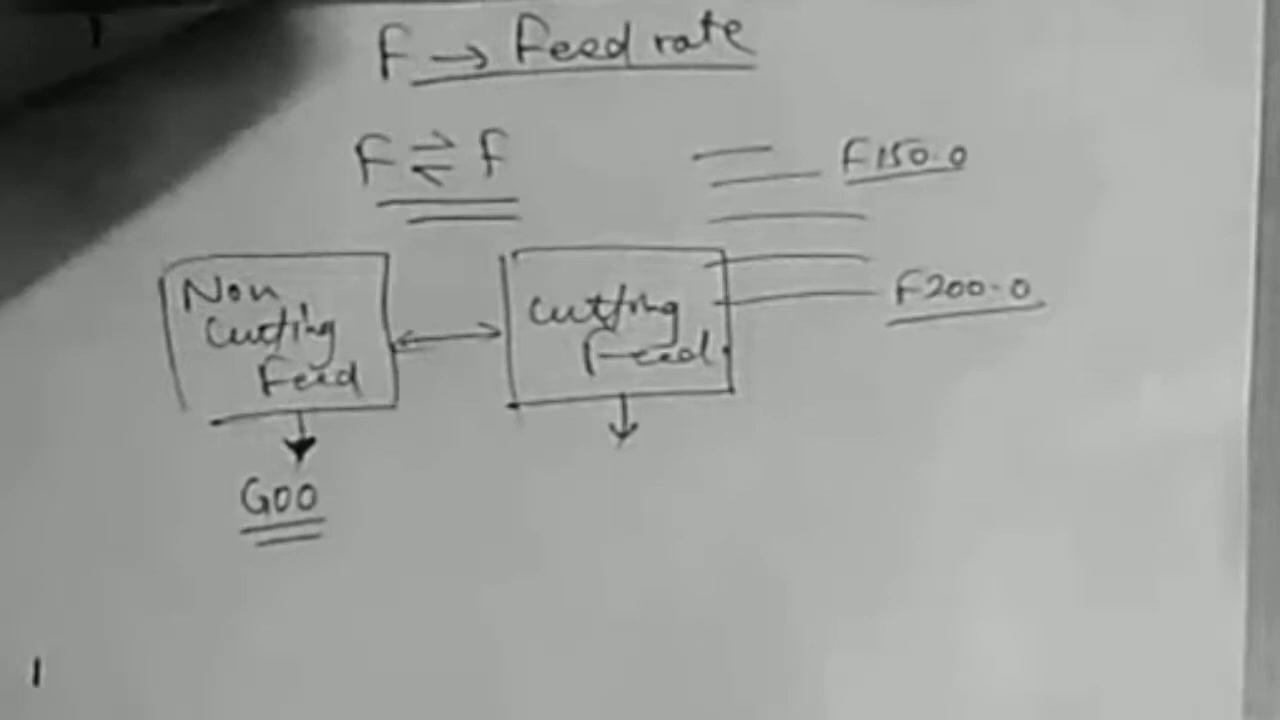 F → Feed rate
F ⇌ F
F150.0
F200.0
Non
Cutting
Feed
Cutting
Feed
G00